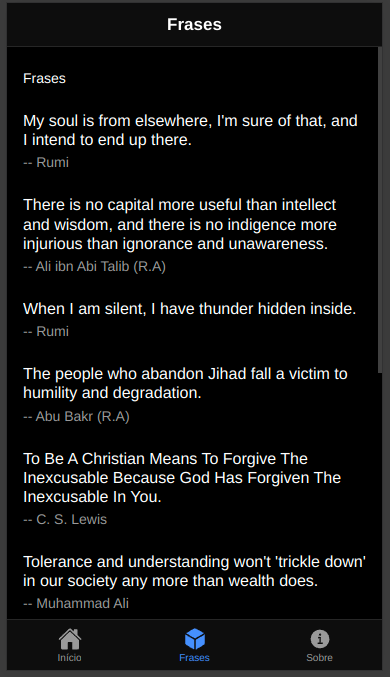 Frases
Frases
My soul is from elsewhere, I'm sure of that, and
I intend to end up there.
-- Rumi
There is no capital more useful than intellect
and wisdom, and there is no indigence more
injurious than ignorance and unawareness.
-- Ali ibn Abi Talib (R.A)
When I am silent, I have thunder hidden inside.
-- Rumi
The people who abandon Jihad fall a victim to
humility and degradation.
-- Abu Bakr (R.A)
To Be A Christian Means To Forgive The
Inexcusable Because God Has Forgiven The
Inexcusable In You.
-- C. S. Lewis
Tolerance and understanding won't 'trickle down'
in our society any more than wealth does.
-- Muhammad Ali
Início Frases Sobre